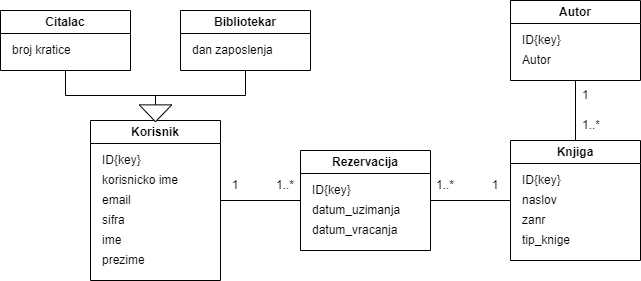 Citalac
broj kratice
Bibliotekar
dan zaposlenja
Autor
ID{key}
Autor
1
1..*
Korisnik
ID{key}
korisnicko ime
email
sifra
ime
prezime
1
1..*
Rezervacija
ID{key}
datum_uzimanja
datum_vracanja
1..*
1
Knjiga
ID{key}
naslov
zanr
tip_knige